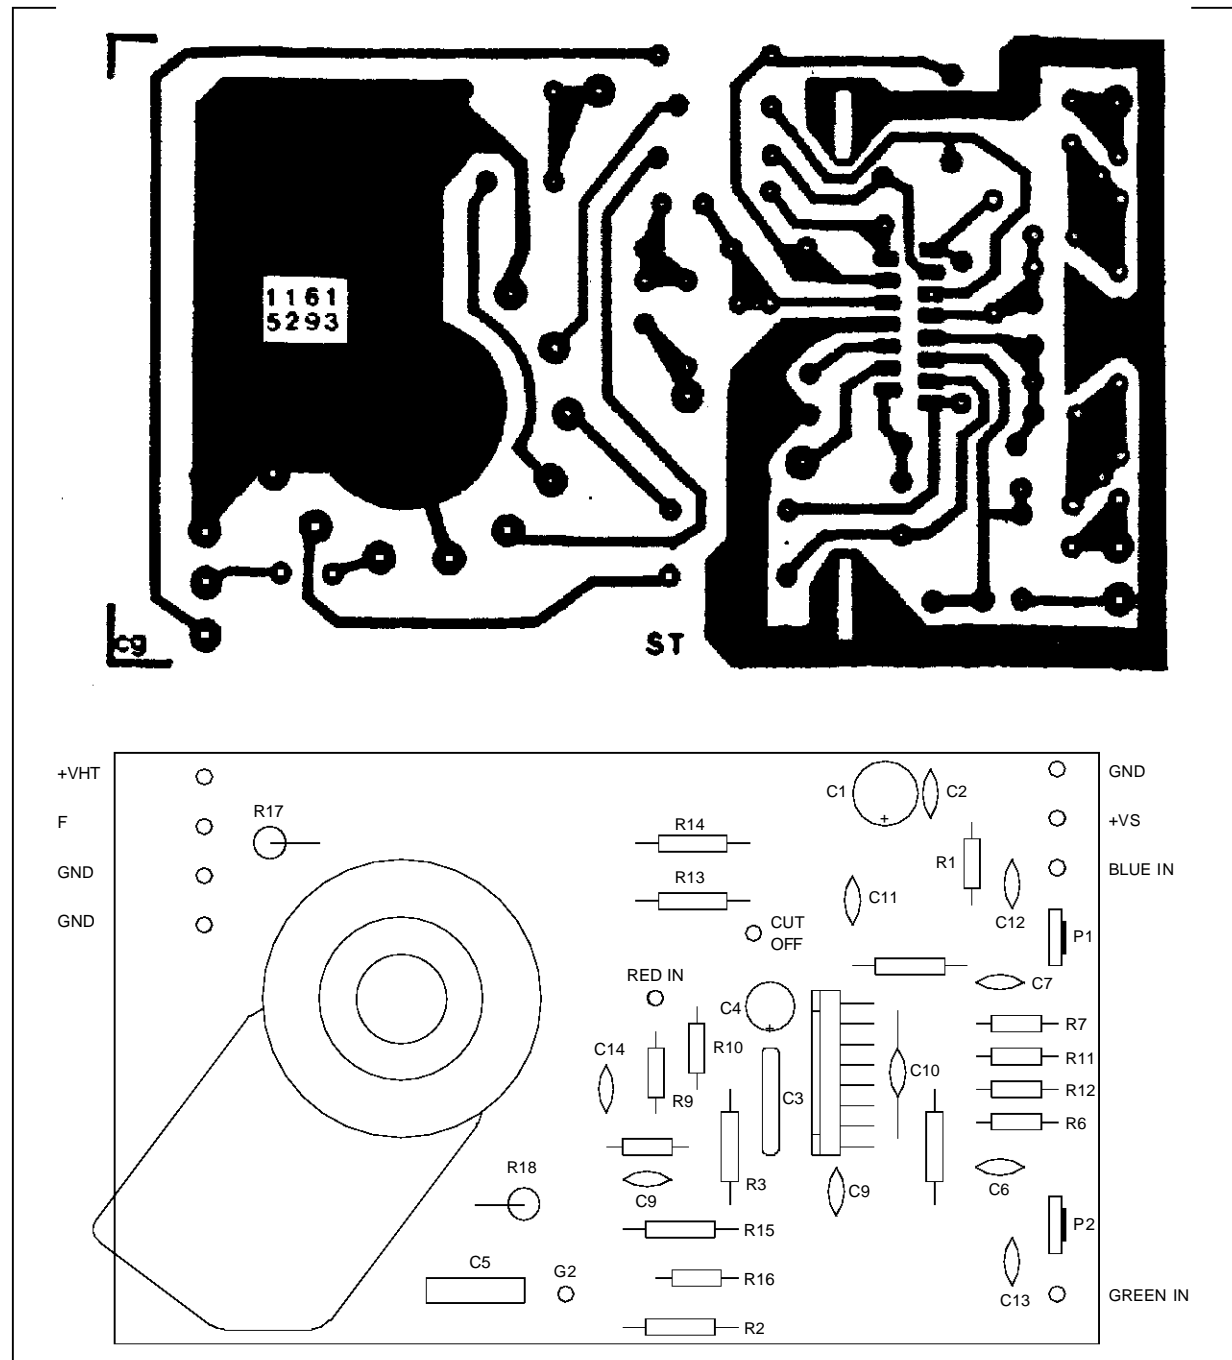 1161
5293
cg
ST
+VHT
F
GND
GND
R17
R14
R13
C1
C2
GND
+VS
BLUE IN
R1
C11
C12
P1
CUT
OFF
RED IN
C4
C7
R7
R11
R12
R6
C14
R10
R9
C3
C10
R18
C9
R3
C9
C6
P2
R15
C5
G2
R16
C13
GREEN IN
R2